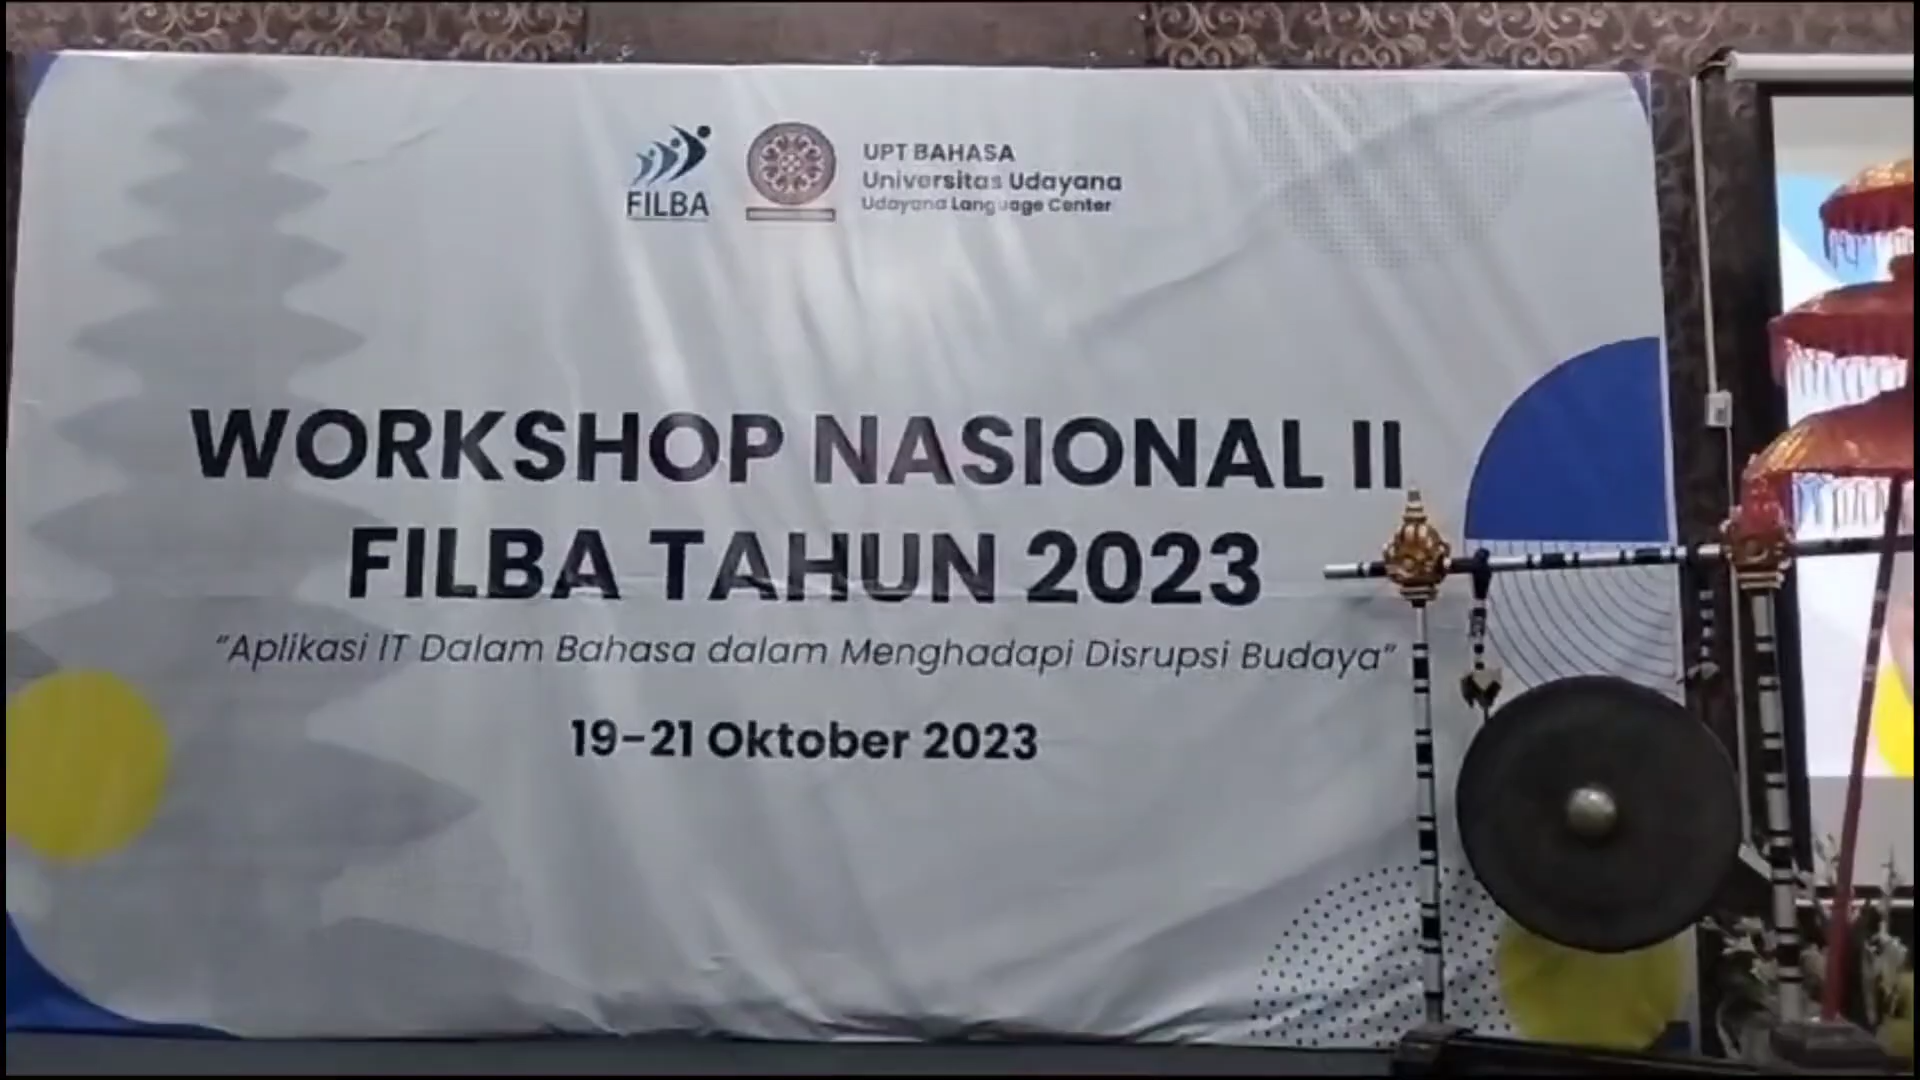 FILBA
UPT BAHASA
Universitas Udayana
Udayana Language Center
WORKSHOP NASIONAL II
FILBA TAHUN 2023
"Aplikasi IT Dalam Bahasa dalam Menghadapi Disrupsi Budaya"
19-21 Oktober 2023